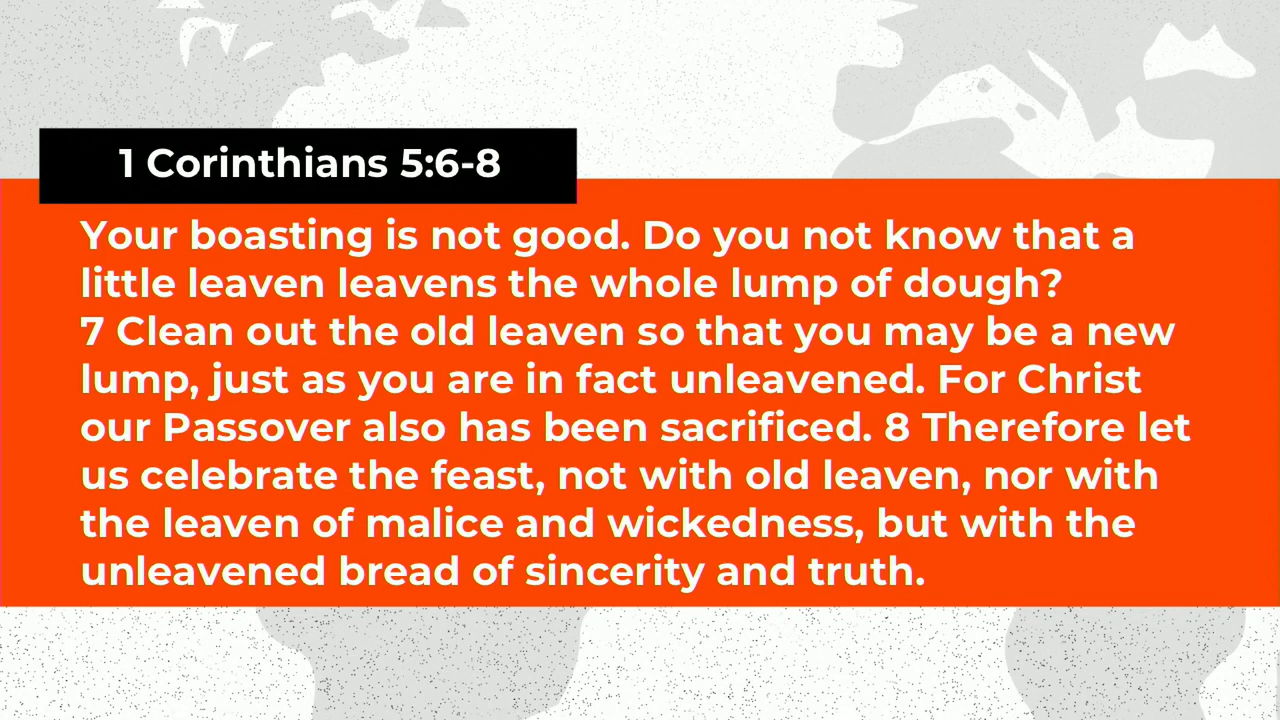 1 Corinthians 5:6-8
Your boasting is not good. Do you not know that a
little leaven leavens the whole lump of dough?
7 Clean out the old leaven so that you may be a new
lump, just as you are in fact unleavened. For Christ
our Passover also has been sacrificed. 8 Therefore let
us celebrate the feast, not with old leaven, nor with
the leaven of malice and wickedness, but with the
unleavened bread of sincerity and truth.